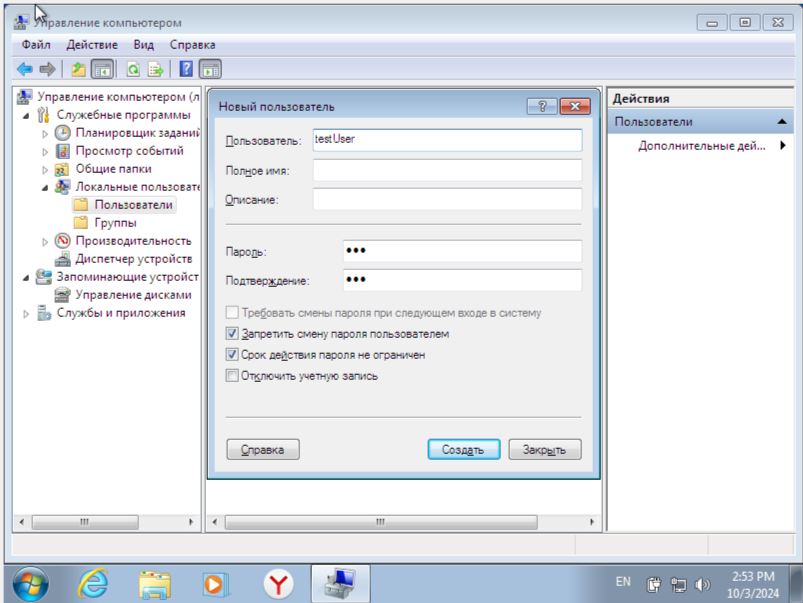 Управление компьютером
Файл Действие Вид Справка
Управление компьютером (л
Служебные программы
Планировщик заданий
Просмотр событий
Общие папки
Локальные пользовате
Пользователи
Группы
Производительность
Диспетчер устройств
Запоминающие устройст
Управление дисками
Службы и приложения
Новый пользователь
Пользователь: testUser
Полное имя:
Описание:
Пароль: •••
Подтверждение: •••
Требовать смены пароля при следующем входе в систему
Запретить смену пароля пользователем
Срок действия пароля не ограничен
Отключить учетную запись
Справка Создать Закрыть
Действия
Пользователи
Дополнительные дей...
EN
2:53 PM
10/3/2024